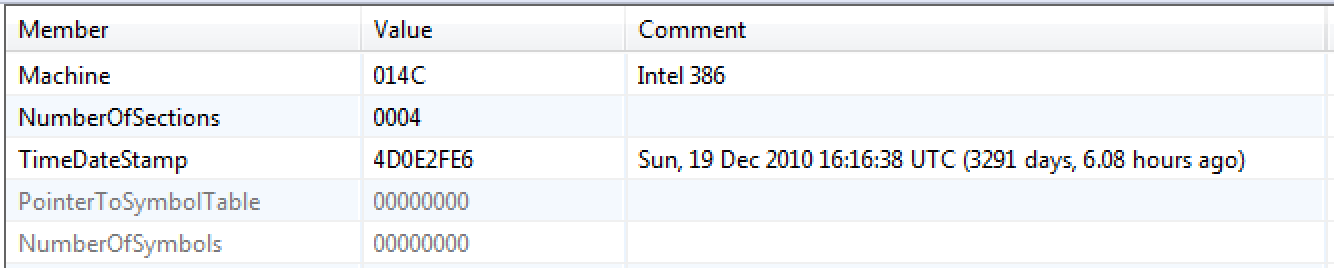 Member Value Comment
Machine 014C Intel 386
NumberOfSections 0004
TimeDateStamp 4D0E2FE6 Sun, 19 Dec 2010 16:16:38 UTC (3291 days, 6.08 hours ago)
PointerToSymbolTable 00000000
NumberOfSymbols 00000000